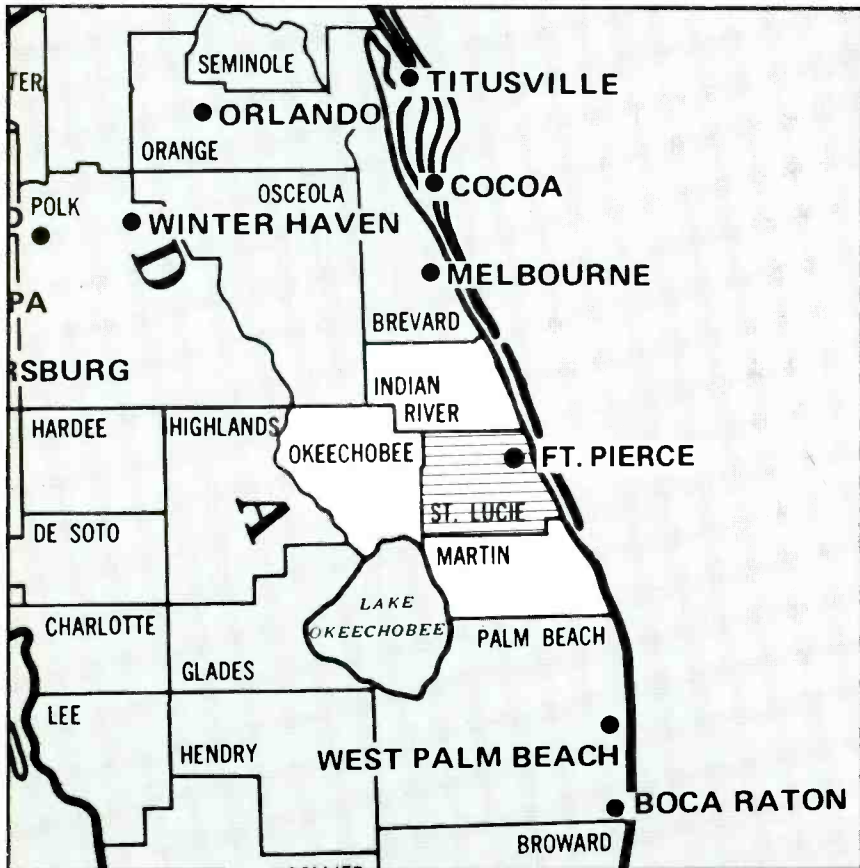 SEMINOLE
TITUSVILLE
TER
ORLANDO
ORANGE
OSCEOLA
COCOA
POLK
WINTER HAVEN
D
MELBOURNE
PA
BREVARD
RSBURG
INDIAN
RIVER
HARDEE
HIGHLANDS
OKEECHOBEE
FT. PIERCE
A
ST. LUCIE
DE SOTO
MARTIN
LAKE
OKEECHOBEE
CHARLOTTE
PALM BEACH
GLADES
LEE
HENDRY
WEST PALM BEACH
BOCA RATON
BROWARD